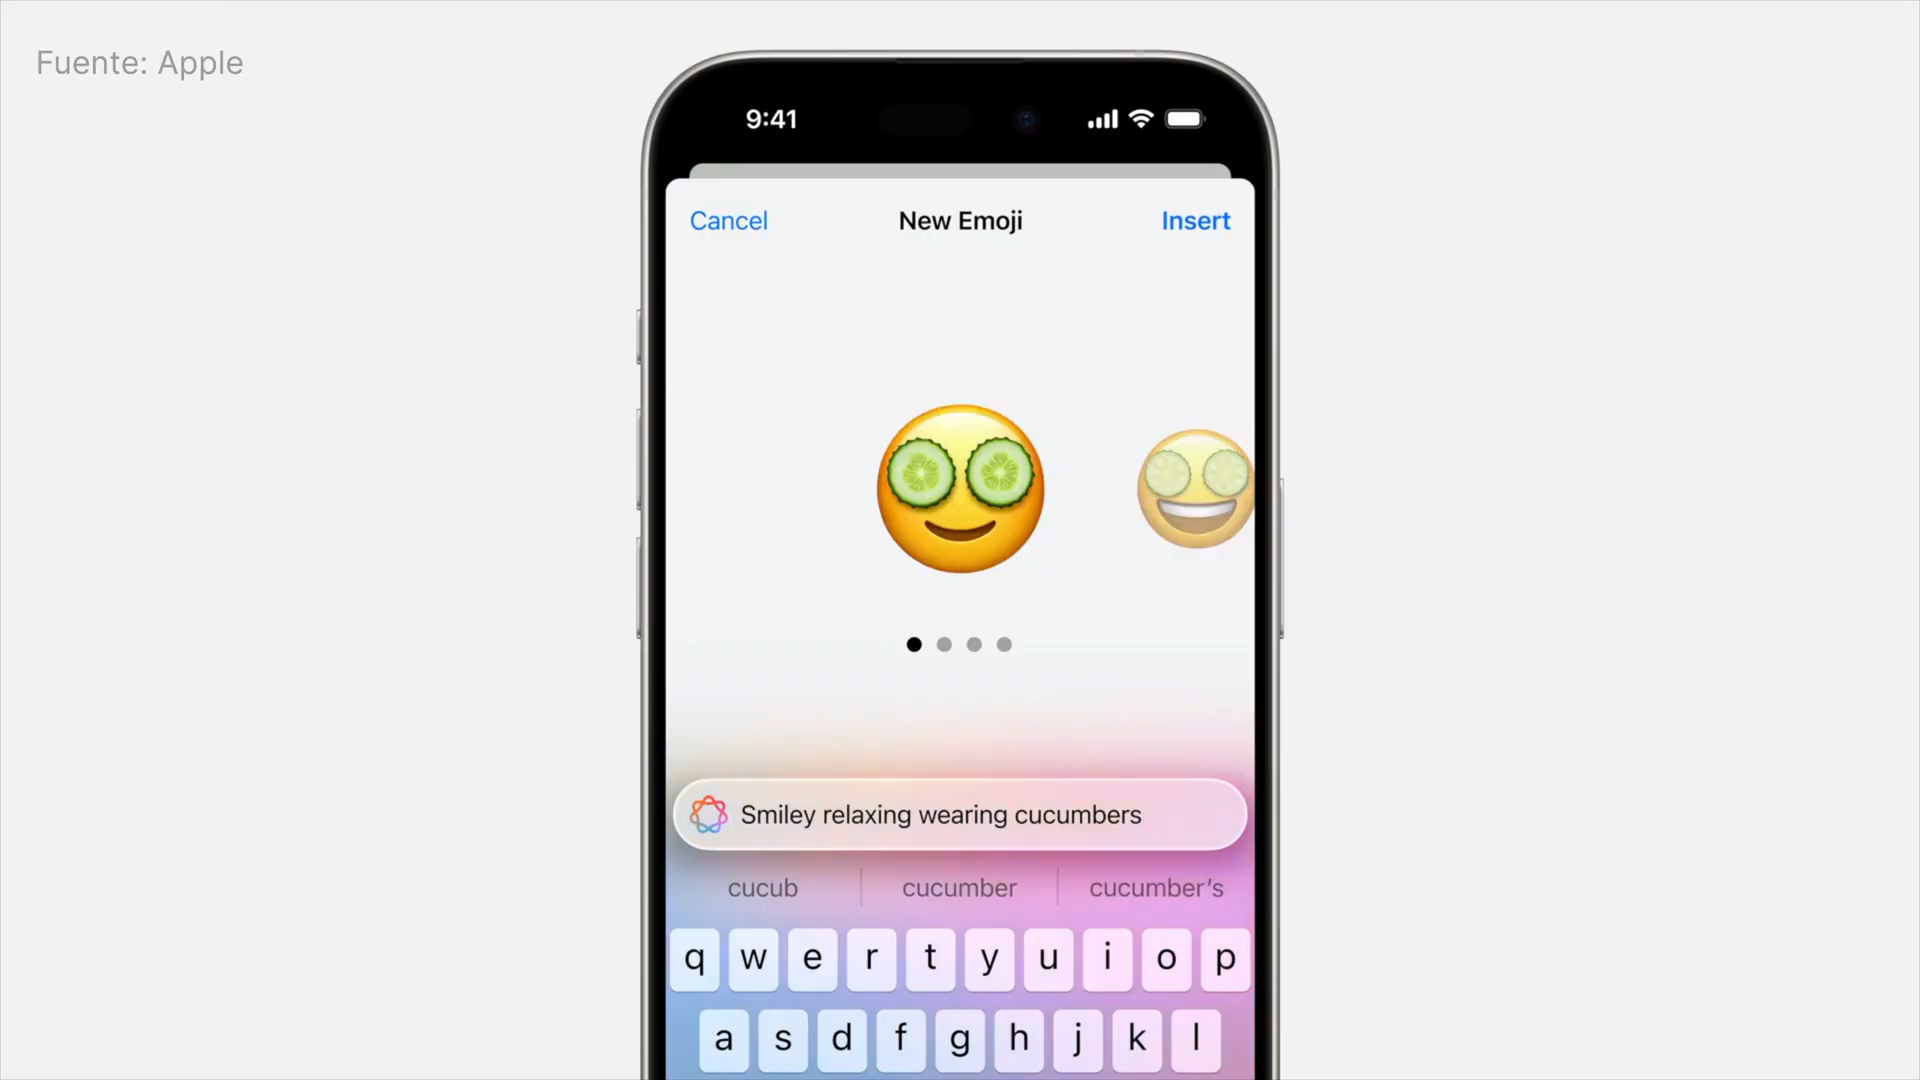 Fuente: Apple
9:41
Cancel New Emoji Insert
Smiley relaxing wearing cucumbers
cucub cucumber cucumber's
q w e r t y u i o p
a s d f g h j k l